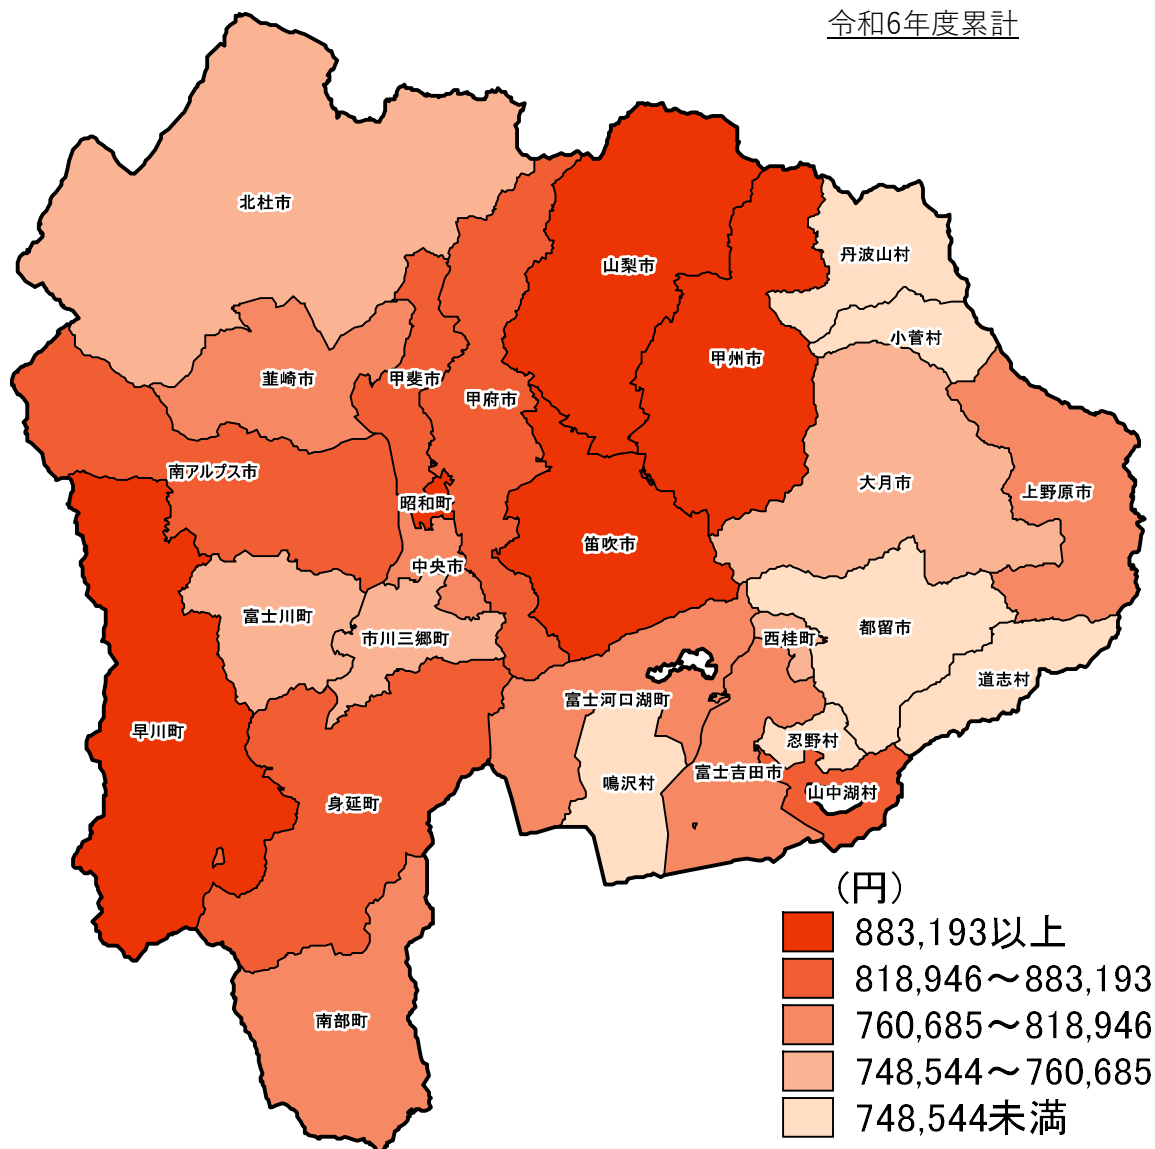 令和6年度累計
北杜市
丹波山村
山梨市
小菅村
甲州市
韮崎市
甲斐市
甲府市
南アルプス市
大月市
上野原市
昭和町
笛吹市
中央市
富士川町
市川三郷町
西桂町
都留市
道志村
富士河口湖町
早川町
忍野村
富士吉田市
鳴沢村
山中湖村
身延町
南部町
(円)
883,193以上
818,946～883,193
760,685～818,946
748,544～760,685
748,544未満